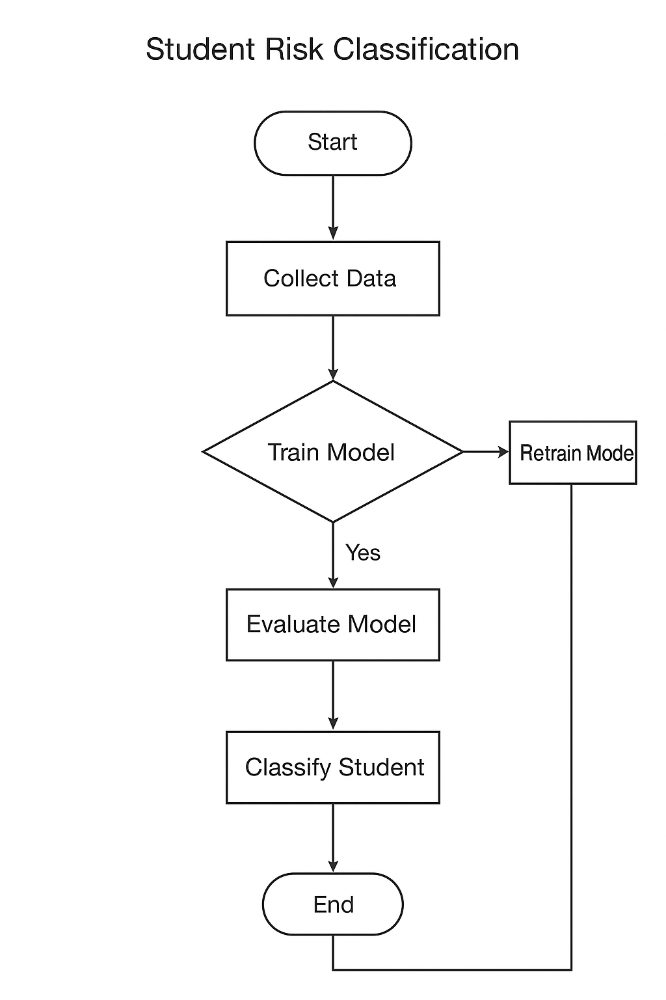 Student Risk Classification
Start
Collect Data
Train Model
Retrain Mode
Yes
Evaluate Model
Classify Student
End